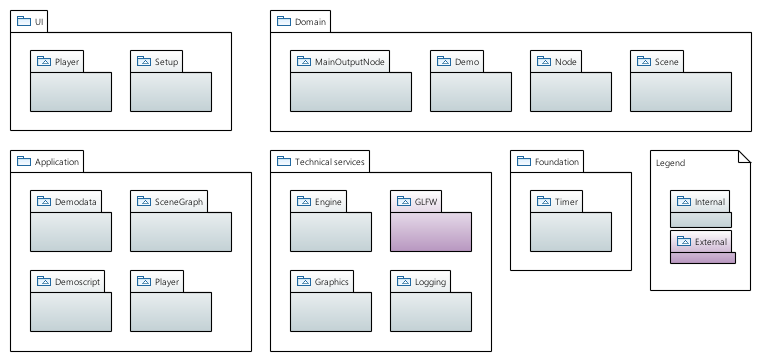 UI
Player
Setup
Domain
MainOutputNode
Demo
Node
Scene
Application
Demodata
SceneGraph
Demoscript
Player
Technical services
Engine
GLFW
Graphics
Logging
Foundation
Timer
Legend
Internal
External